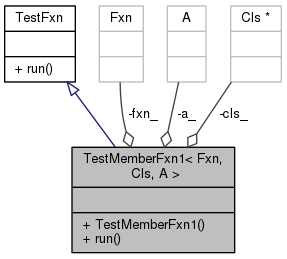 TestFxn
+ run()
Fxn
A
Cls *
-fxn_
-a_
-cls_
TestMemberFxn1< Fxn,
Cls, A >
+ TestMemberFxn1()
+ run()